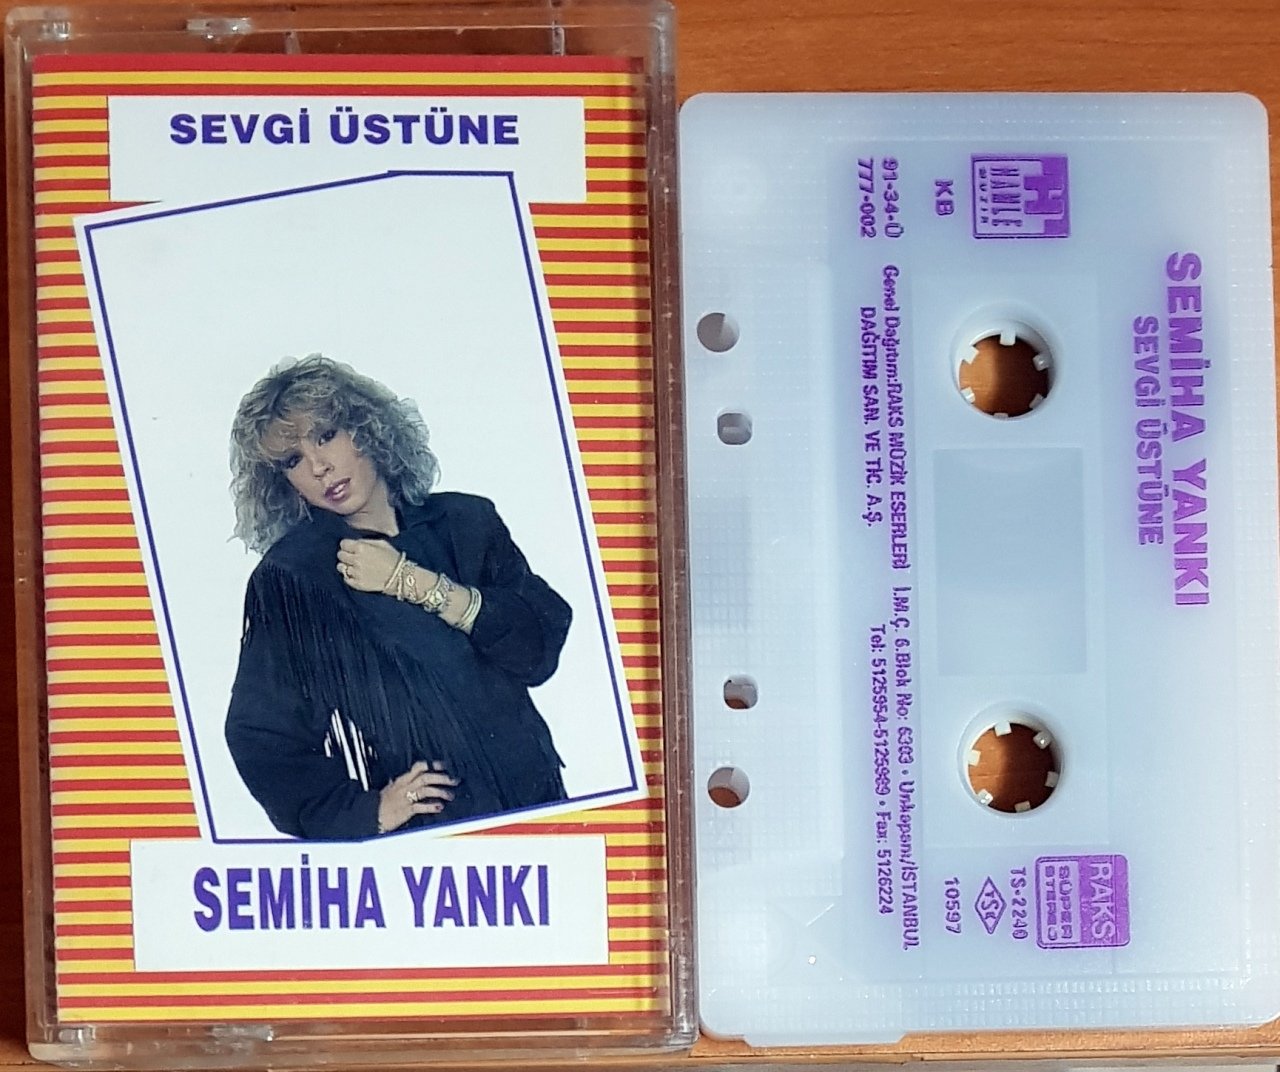 SEVGİ ÜSTÜNE
SEMİHA YANKI
SEMİHA YANKI
SEVGİ ÜSTÜNE
HAMLE
MÜZİK
KB
91-34-Ü
777-002
Genel Dağıtım:RAKS MÜZİK ESERLERİ
DAĞITIM SAN. VE TİC. A.Ş.
İ.M.Ç. 6.Blok No: 6303 • Unkapanı/İSTANBUL
Tel: 5125954-5125989 • Fax: 5126224
RAKS
SÜPER
STEREO
TS-2240
TSE
10597